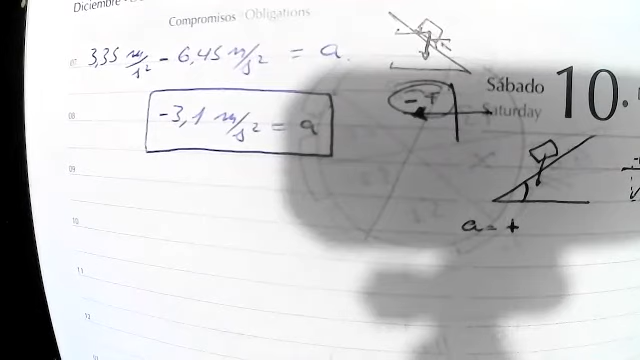 Diciembre
Compromisos Obligations
07 3,35 m/s² - 6,45 m/s² = a.
08 -3,1 m/s² = a
- +
Sábado 10.
Saturday
09
a = +
10
11
12